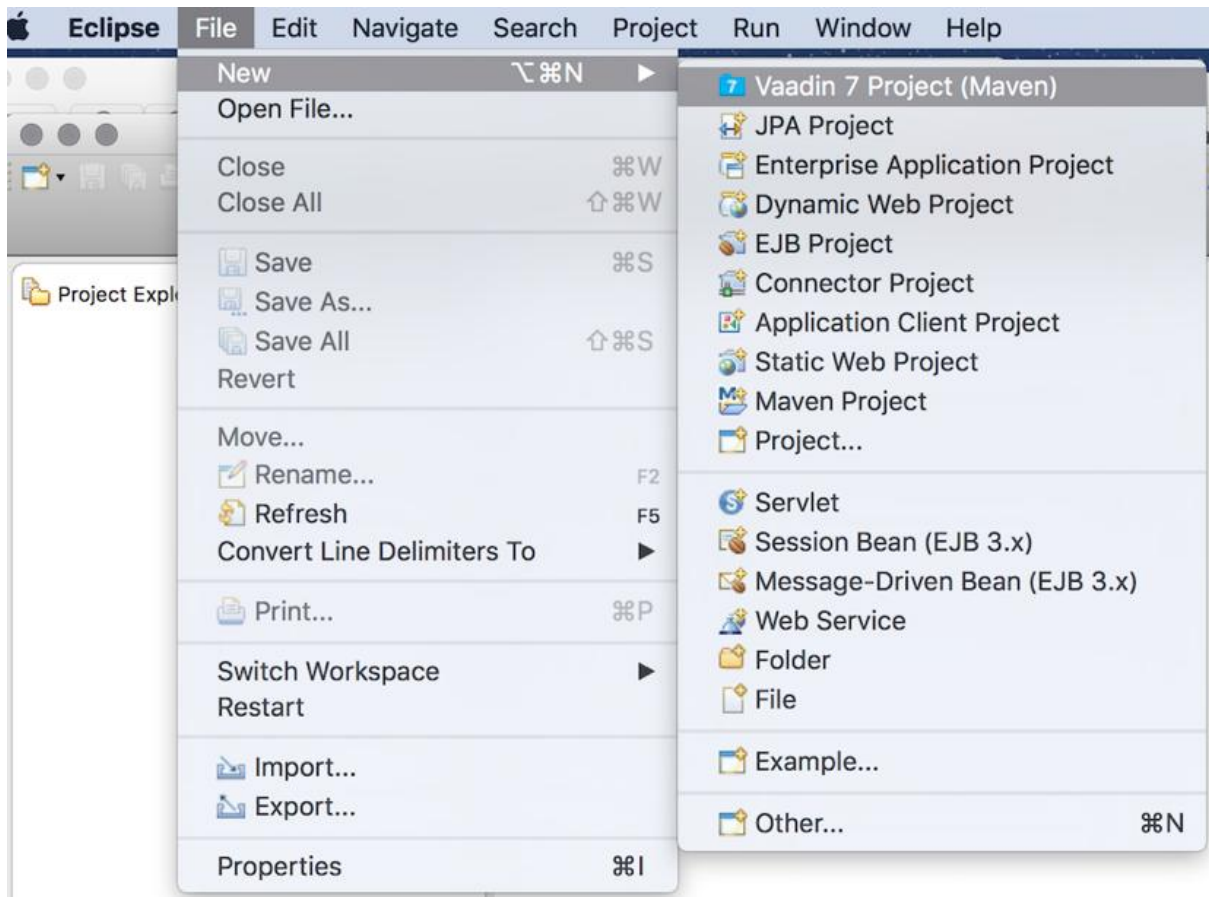 Eclipse File Edit Navigate Search Project Run Window Help
New ⌥⌘N ▶
Open File...
Close ⌘W
Close All ⇧⌘W
Save ⌘S
Save As...
Save All ⇧⌘S
Revert
Move...
Rename... F2
Refresh F5
Convert Line Delimiters To ▶
Print... ⌘P
Switch Workspace ▶
Restart
Import...
Export...
Properties ⌘I
7 Vaadin 7 Project (Maven)
JPA Project
Enterprise Application Project
Dynamic Web Project
EJB Project
Connector Project
Application Client Project
Static Web Project
Maven Project
Project...
Servlet
Session Bean (EJB 3.x)
Message-Driven Bean (EJB 3.x)
Web Service
Folder
File
Example...
Other... ⌘N
Project Expl